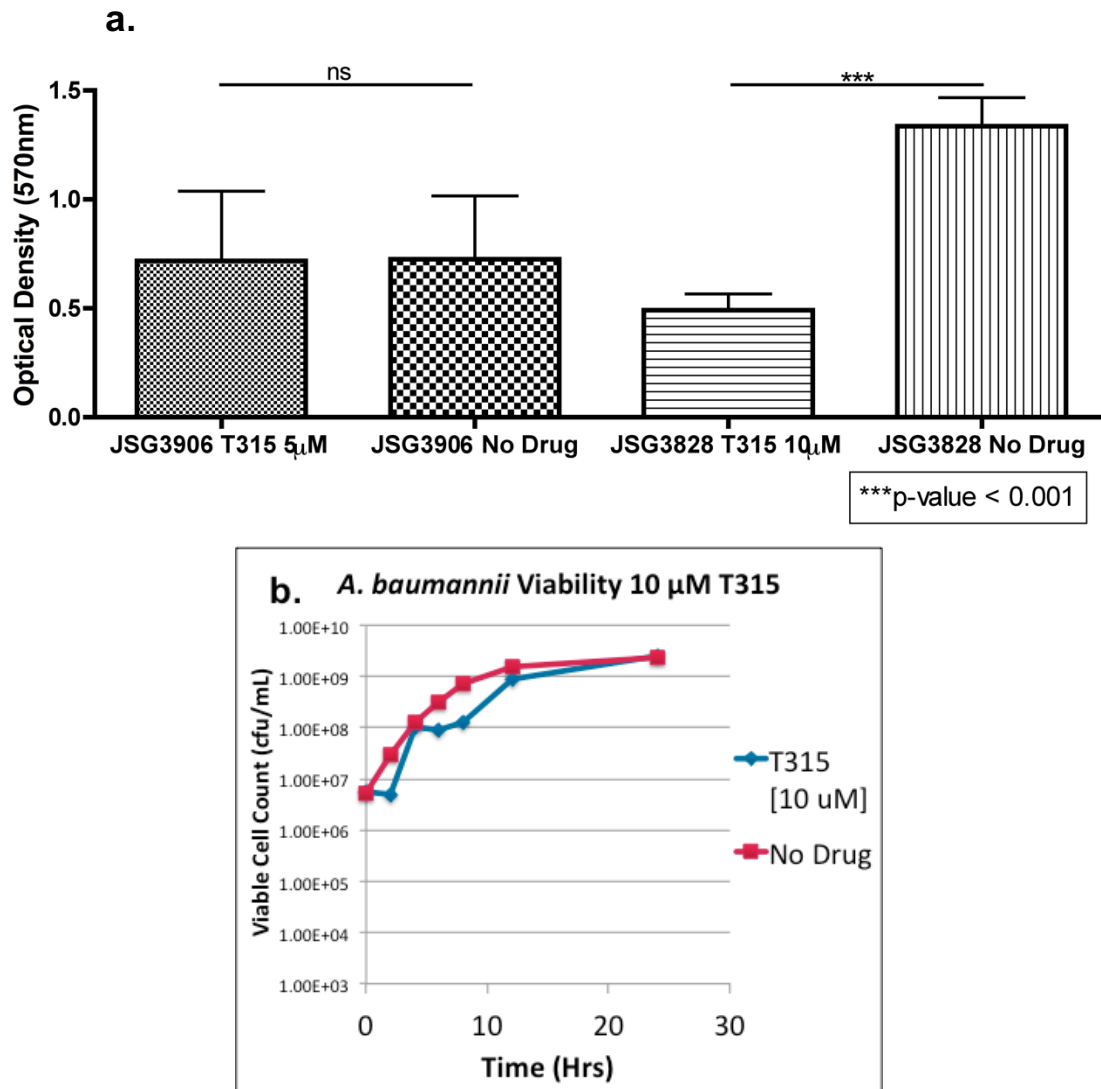 a.
ns
***
1.5
1.0
0.5
0.0
Optical Density (570nm)
JSG3906 T315 5μM
JSG3906 No Drug
JSG3828 T315 10μM
JSG3828 No Drug
***p-value < 0.001
b.
A. baumannii Viability 10 μM T315
1.00E+10
1.00E+09
1.00E+08
1.00E+07
1.00E+06
1.00E+05
1.00E+04
1.00E+03
Viable Cell Count (cfu/mL)
0
10
20
30
Time (Hrs)
T315
[10 uM]
No Drug